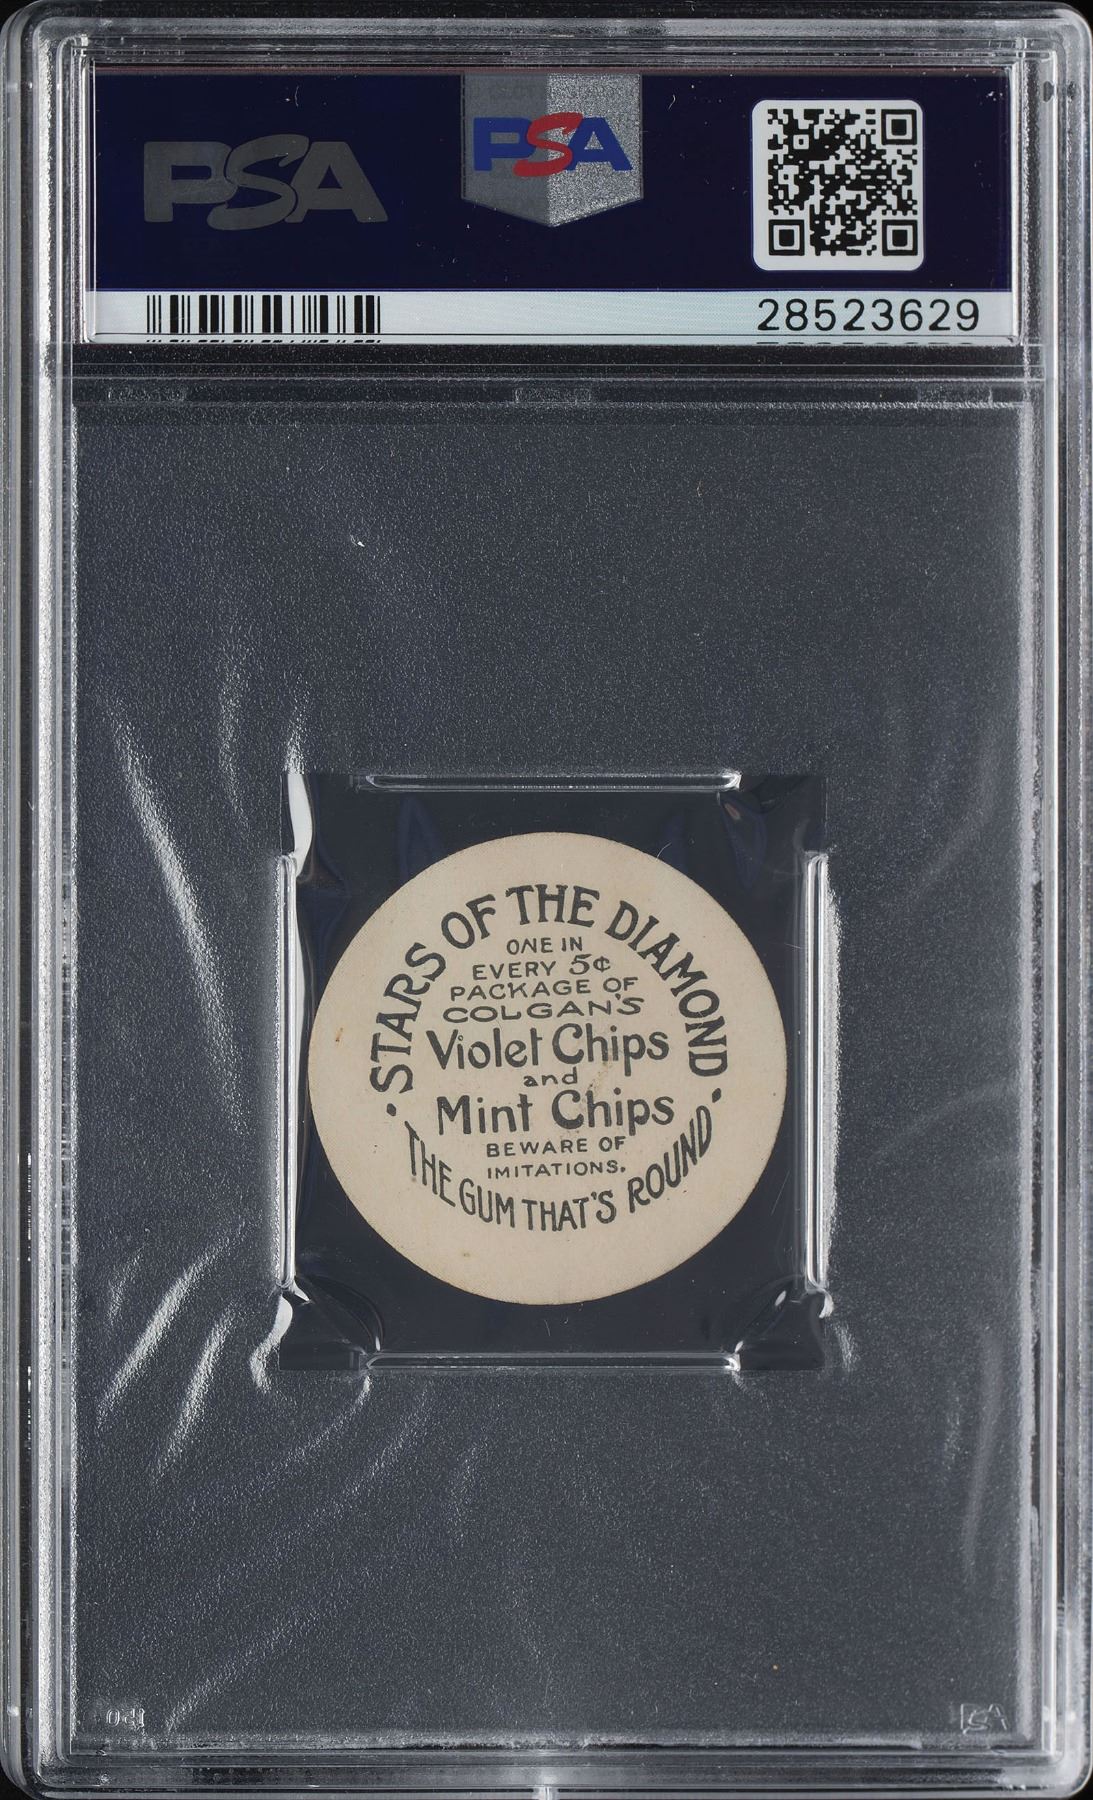 PSA
PSA
28523629
· STARS OF THE DIAMOND ·
ONE IN
EVERY 5¢
PACKAGE OF
COLGAN'S
Violet Chips
and
Mint Chips
BEWARE OF
IMITATIONS.
THE GUM THAT'S ROUND
PSA